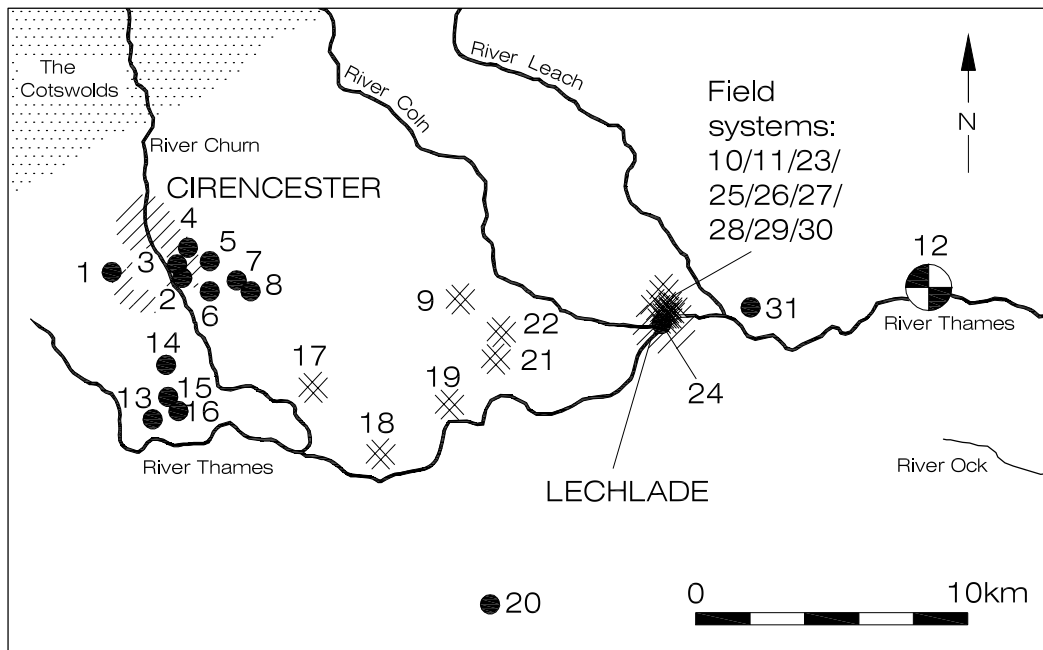 The
Cotswolds
River Churn
CIRENCESTER
River Coln
River Leach
Field
systems:
10/11/23/
25/26/27/
28/29/30
N
1
2
3
4
5
6
7
8
9
12
River Thames
31
22
21
24
14
13
15
16
17
18
19
River Thames
LECHLADE
River Ock
20
0
10km